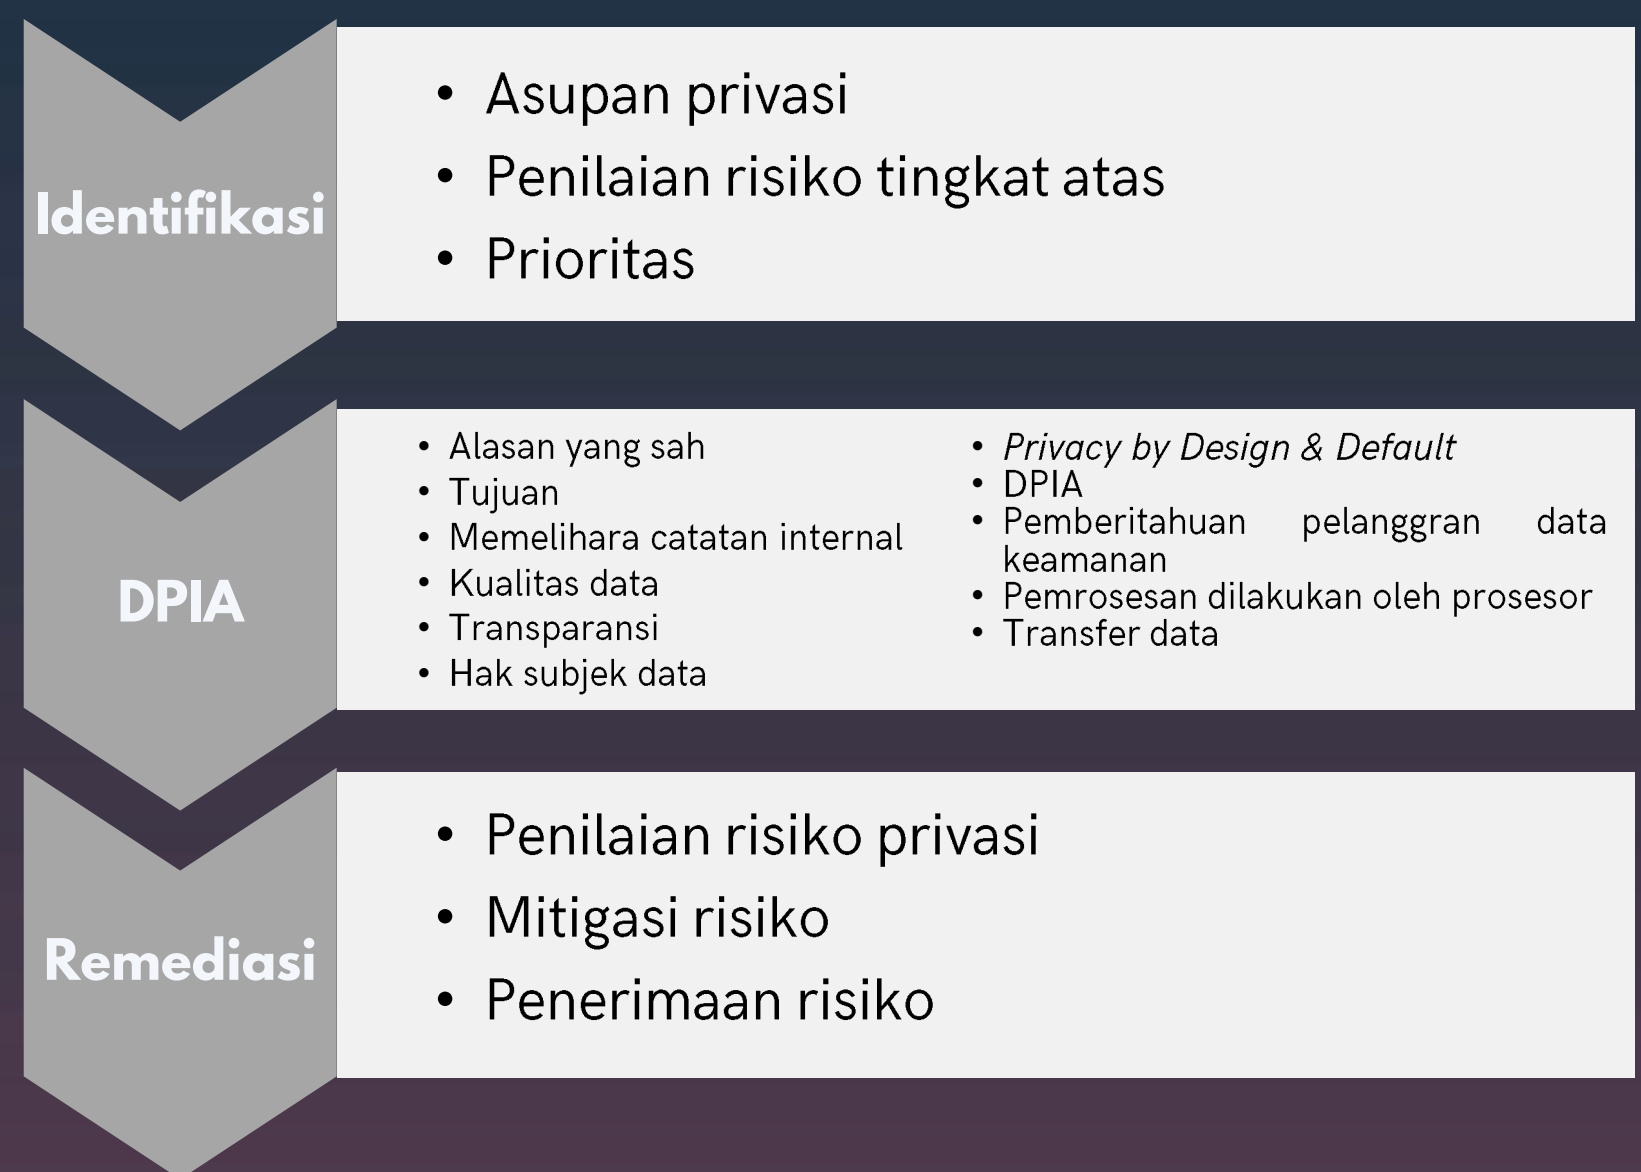 Identifikasi
Asupan privasi
Penilaian risiko tingkat atas
Prioritas
DPIA
Alasan yang sah
Tujuan
Memelihara catatan internal
Kualitas data
Transparansi
Hak subjek data
Privacy by Design & Default
DPIA
Pemberitahuan pelanggran data
keamanan
Pemrosesan dilakukan oleh prosesor
Transfer data
Remediasi
Penilaian risiko privasi
Mitigasi risiko
Penerimaan risiko